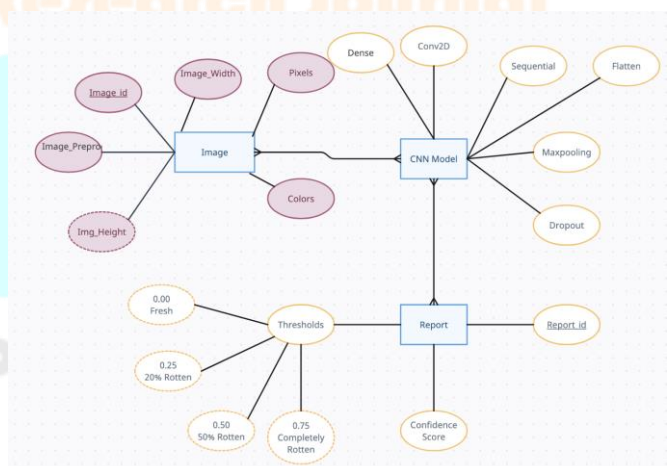 Dense
Conv2D
Image_Width
Pixels
Sequential
Flatten
Image_id
Image_Prepro
Image
CNN Model
Maxpooling
Colors
Dropout
Img_Height
0.00
Fresh
Thresholds
Report
Report_id
0.25
20% Rotten
0.50
50% Rotten
0.75
Completely
Rotten
Confidence
Score